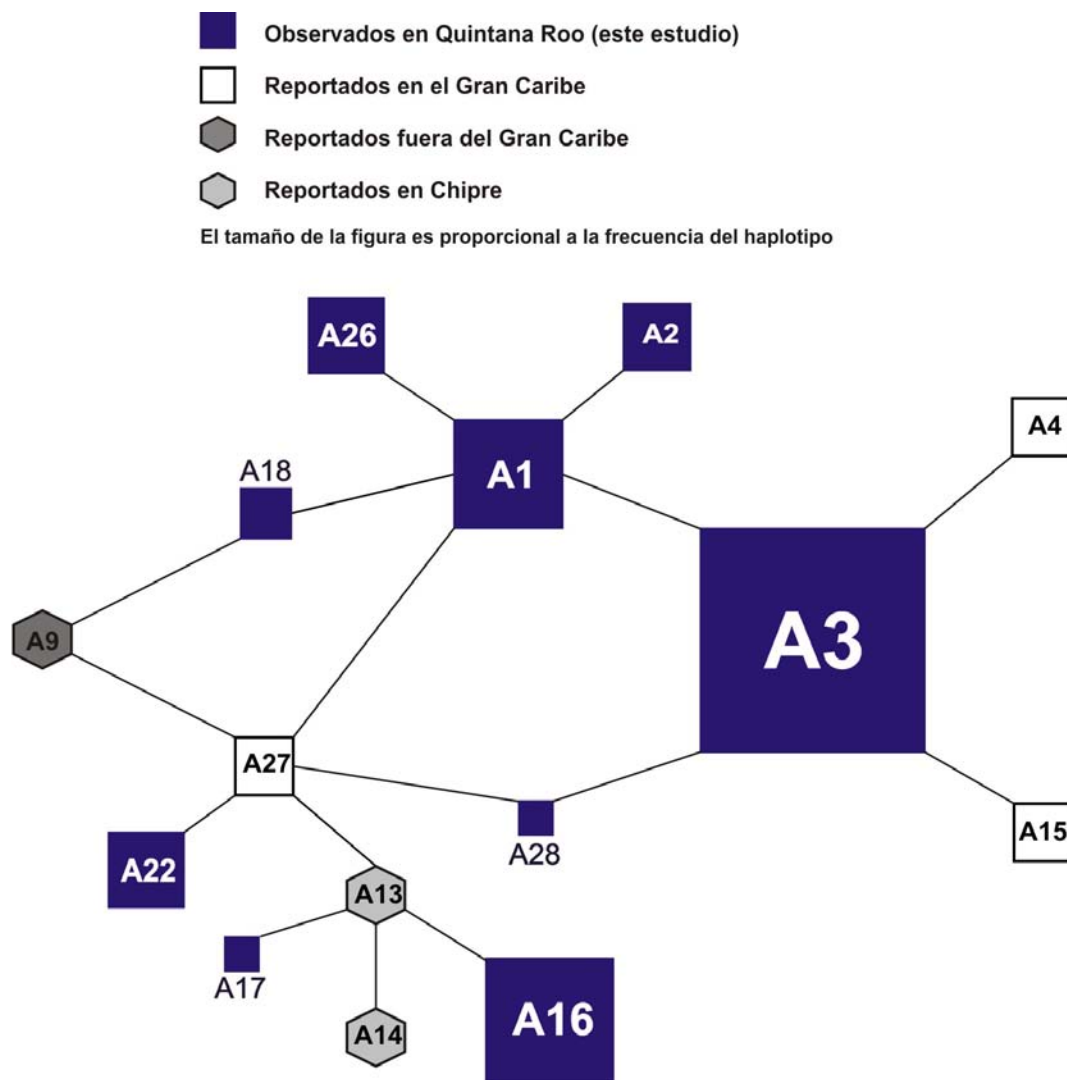 Observados en Quintana Roo (este estudio)
Reportados en el Gran Caribe
Reportados fuera del Gran Caribe
Reportados en Chipre
El tamaño de la figura es proporcional a la frecuencia del haplotipo
A26
A2
A4
A18
A1
A3
A9
A27
A28
A15
A22
A13
A17
A14
A16